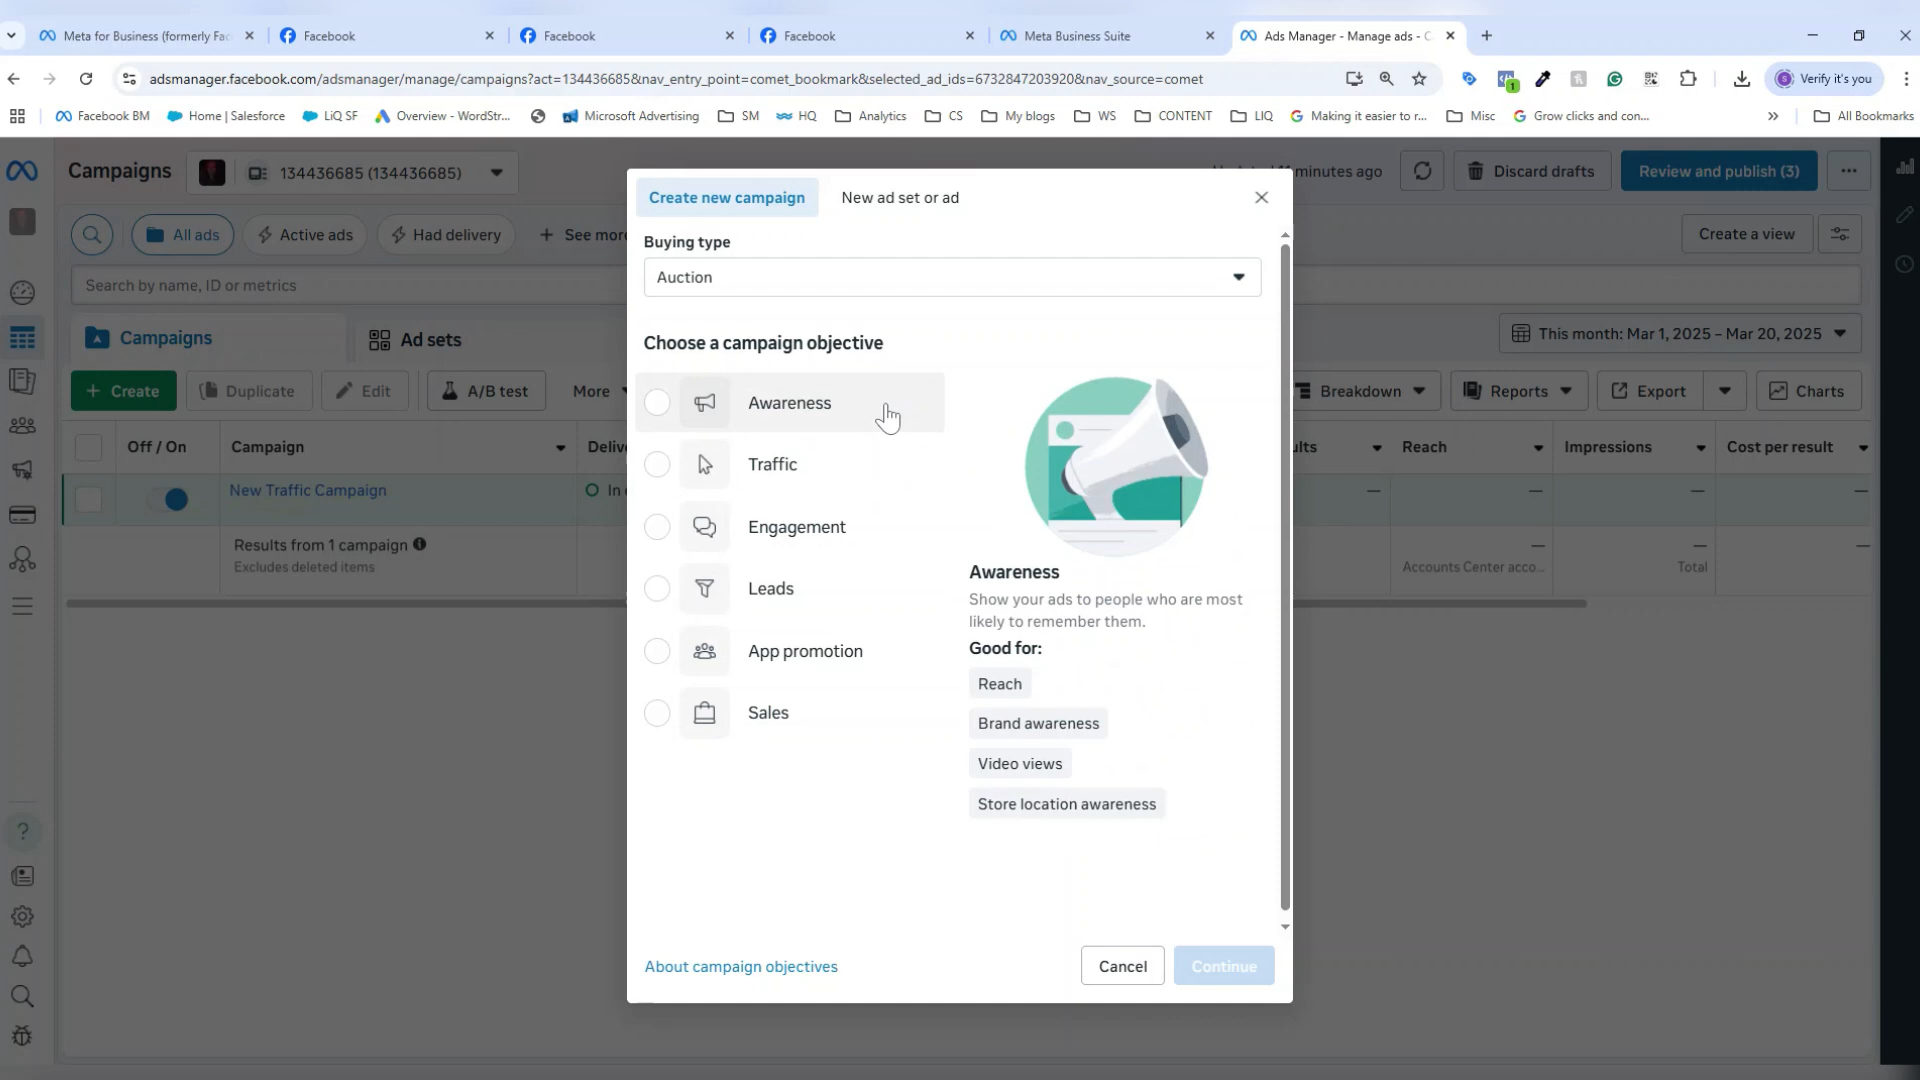 Meta for Business (formerly Fac
Facebook
Facebook
Facebook
Meta Business Suite
Ads Manager - Manage ads - C
adsmanager.facebook.com/adsmanager/manage/campaigns?act=134436685&nav_entry_point=comet_bookmark&selected_ad_ids=6732847203920&nav_source=comet
Verify it's you
Facebook BM
Home | Salesforce
LiQ SF
Overview - WordStr...
Microsoft Advertising
SM
HQ
Analytics
CS
My blogs
WS
CONTENT
LIQ
Making it easier to r...
Misc
Grow clicks and con...
All Bookmarks
Campaigns
134436685 (134436685)
minutes ago
Discard drafts
Review and publish (3)
All ads
Active ads
Had delivery
See more
Create a view
Search by name, ID or metrics
Campaigns
Ad sets
This month: Mar 1, 2025 – Mar 20, 2025
Create
Duplicate
Edit
A/B test
More
Breakdown
Reports
Export
Charts
Off / On
Campaign
Delive
ults
Reach
Impressions
Cost per result
New Traffic Campaign
In
—
—
—
—
Results from 1 campaign
Excludes deleted items
—
—
—
Accounts Center acco...
Total
Create new campaign
New ad set or ad
Buying type
Auction
Choose a campaign objective
Awareness
Traffic
Engagement
Leads
App promotion
Sales
Awareness
Show your ads to people who are most
likely to remember them.
Good for:
Reach
Brand awareness
Video views
Store location awareness
About campaign objectives
Cancel
Continue